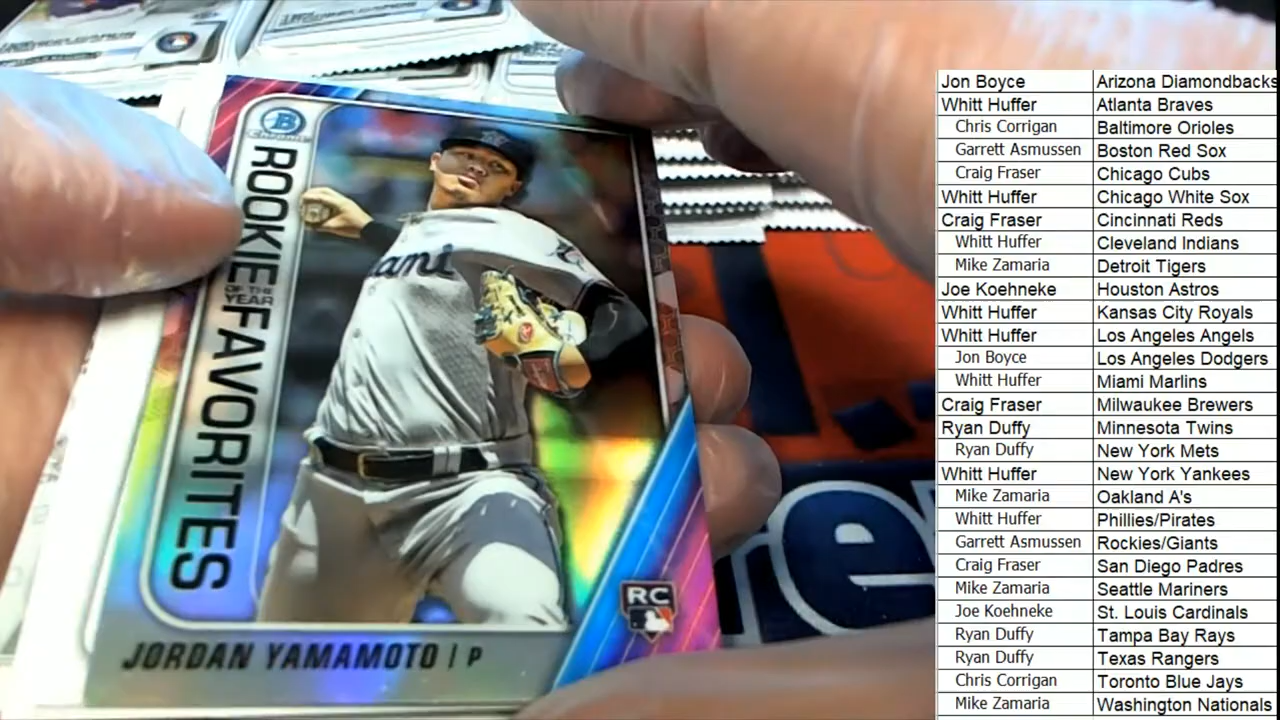 B
Chrome
ROOKIE OF THE YEAR FAVORITES
iami
RC
JORDAN YAMAMOTO | P
Jon Boyce Arizona Diamondbacks
Whitt Huffer Atlanta Braves
Chris Corrigan Baltimore Orioles
Garrett Asmussen Boston Red Sox
Craig Fraser Chicago Cubs
Whitt Huffer Chicago White Sox
Craig Fraser Cincinnati Reds
Whitt Huffer Cleveland Indians
Mike Zamaria Detroit Tigers
Joe Koehneke Houston Astros
Whitt Huffer Kansas City Royals
Whitt Huffer Los Angeles Angels
Jon Boyce Los Angeles Dodgers
Whitt Huffer Miami Marlins
Craig Fraser Milwaukee Brewers
Ryan Duffy Minnesota Twins
Ryan Duffy New York Mets
Whitt Huffer New York Yankees
Mike Zamaria Oakland A's
Whitt Huffer Phillies/Pirates
Garrett Asmussen Rockies/Giants
Craig Fraser San Diego Padres
Mike Zamaria Seattle Mariners
Joe Koehneke St. Louis Cardinals
Ryan Duffy Tampa Bay Rays
Ryan Duffy Texas Rangers
Chris Corrigan Toronto Blue Jays
Mike Zamaria Washington Nationals